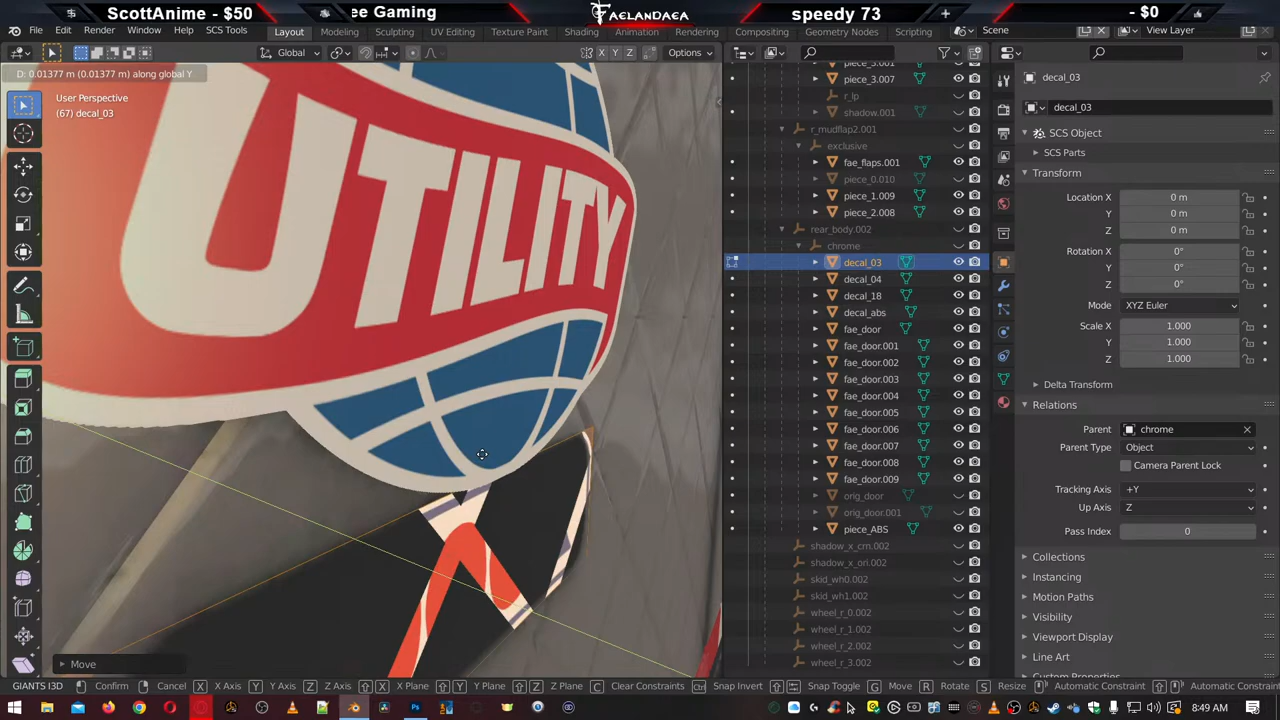 ScottAnime - $50
ee Gaming
FAELANDAEA
speedy 73
- $0
File Edit Render Window Help SCS Tools
Layout Modeling Sculpting UV Editing Texture Paint Shading Animation Rendering Compositing Geometry Nodes Scripting
Scene
View Layer
Global
X Y Z
Options
D: 0.01377 m (0.01377 m) along global Y
User Perspective
(67) decal_03
UTILITY
Move
piece_3.001
piece_3.007
r_lp
shadow.001
r_mudflap2.001
exclusive
fae_flaps.001
piece_0.010
piece_1.009
piece_2.008
rear_body.002
chrome
decal_03
decal_04
decal_18
decal_abs
fae_door
fae_door.001
fae_door.002
fae_door.003
fae_door.004
fae_door.005
fae_door.006
fae_door.007
fae_door.008
fae_door.009
orig_door
orig_door.001
piece_ABS
shadow_x_crn.002
shadow_x_ori.002
skid_wh0.002
skid_wh1.002
wheel_r_0.002
wheel_r_1.002
wheel_r_2.002
wheel_r_3.002
decal_03
decal_03
SCS Object
SCS Parts
Transform
Location X 0 m
Y 0 m
Z 0 m
Rotation X 0°
Y 0°
Z 0°
Mode XYZ Euler
Scale X 1.000
Y 1.000
Z 1.000
Delta Transform
Relations
Parent chrome
Parent Type Object
Camera Parent Lock
Tracking Axis +Y
Up Axis Z
Pass Index 0
Collections
Instancing
Motion Paths
Visibility
Viewport Display
Line Art
GIANTS I3D Confirm Cancel X X Axis Y Y Axis Z Z Axis X X Plane Y Y Plane Z Z Plane C Clear Constraints Ctrl Snap Invert Snap Toggle G Move R Rotate S Resize Automatic Constraint Automatic Constrai
8:49 AM